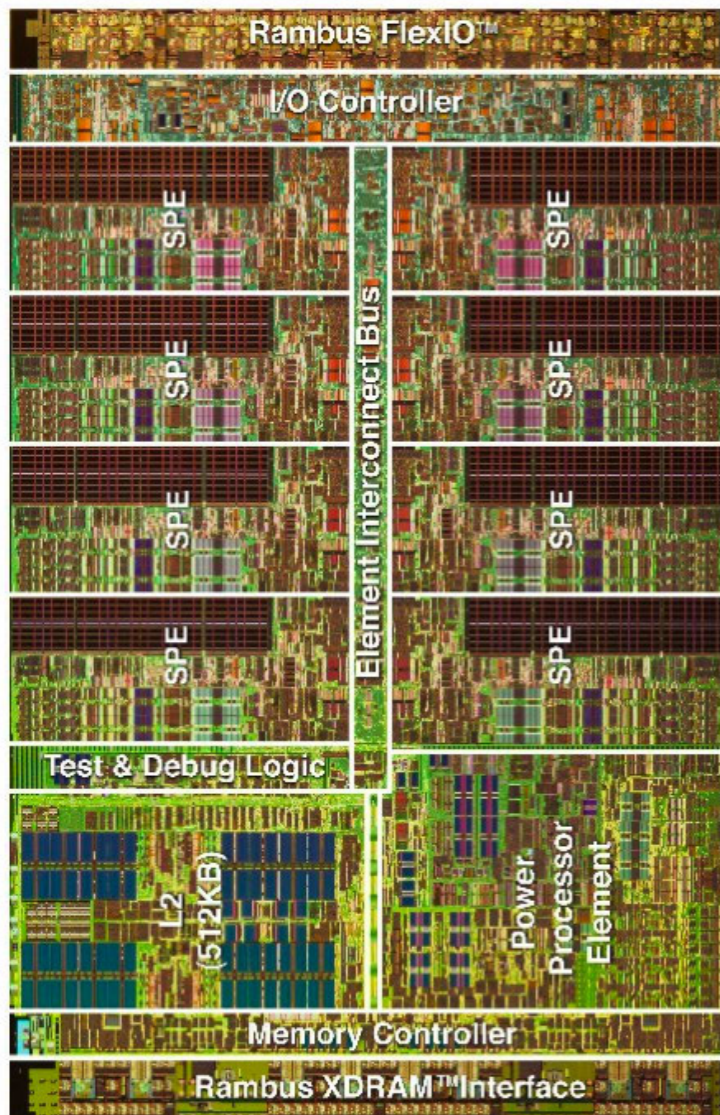 Rambus FlexIO™
I/O Controller
SPE
SPE
SPE
SPE
SPE
SPE
SPE
SPE
Element Interconnect Bus
Test & Debug Logic
L2
(512KB)
Power
Processor
Element
Memory Controller
Rambus XDRAM™Interface